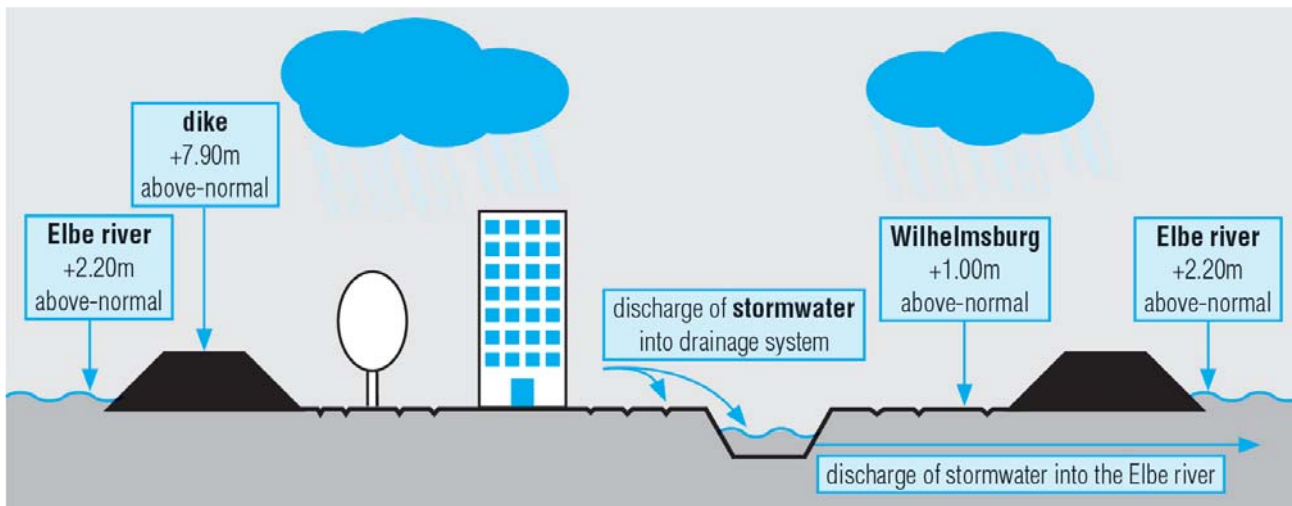 dike
+7.90m
above-normal
Elbe river
+2.20m
above-normal
discharge of stormwater
into drainage system
Wilhelmsburg
+1.00m
above-normal
Elbe river
+2.20m
above-normal
discharge of stormwater into the Elbe river